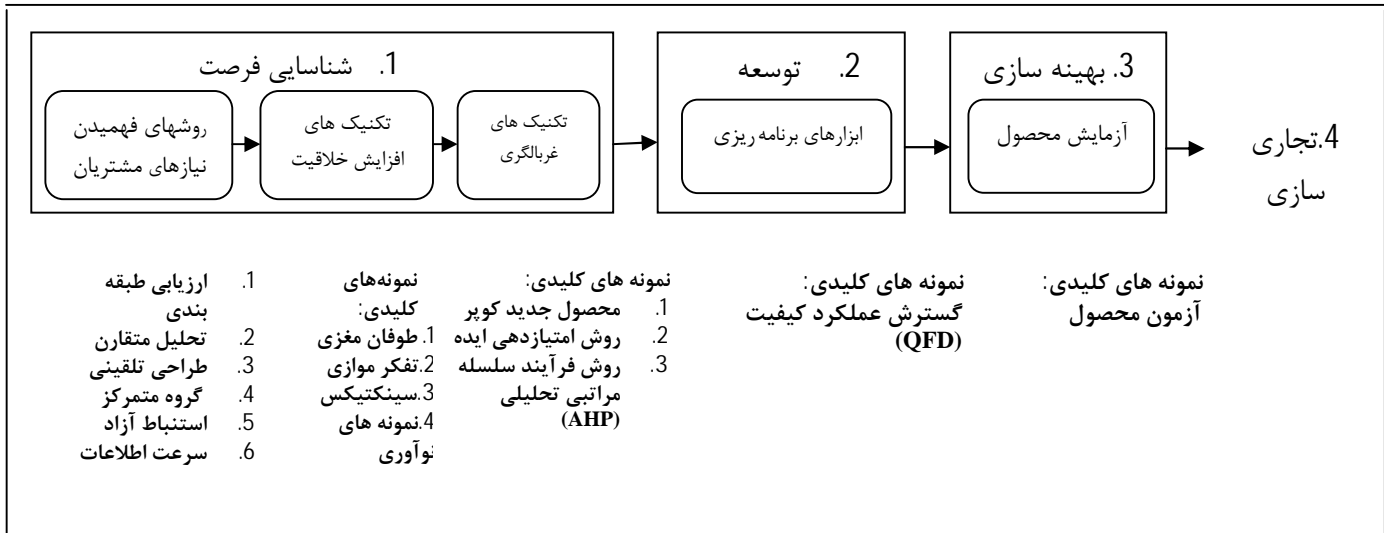 1. شناسایی فرصت
روشهای فهمیدن
نیازهای مشتریان
تکنیک های
افزایش خلاقیت
تکنیک های
غربالگری
2. توسعه
ابزارهای برنامه ریزی
3. بهینه سازی
آزمایش محصول
4.تجاری
سازی
1. ارزیابی طبقه
بندی
2. تحلیل متقارن
3. طراحی تلقینی
4. گروه متمرکز
5. استنباط آزاد
6. سرعت اطلاعات
نمونه‌های
کلیدی:
1. طوفان مغزی
2.تفکر موازی
3.سینکتیکس
4.نمونه های
نوآوری
نمونه های کلیدی:
1. محصول جدید کوپر
2. روش امتیازدهی ایده
3. روش فرآیند سلسله
مراتبی تحلیلی
(AHP)
نمونه های کلیدی:
گسترش عملکرد کیفیت
(QFD)
نمونه های کلیدی:
آزمون محصول